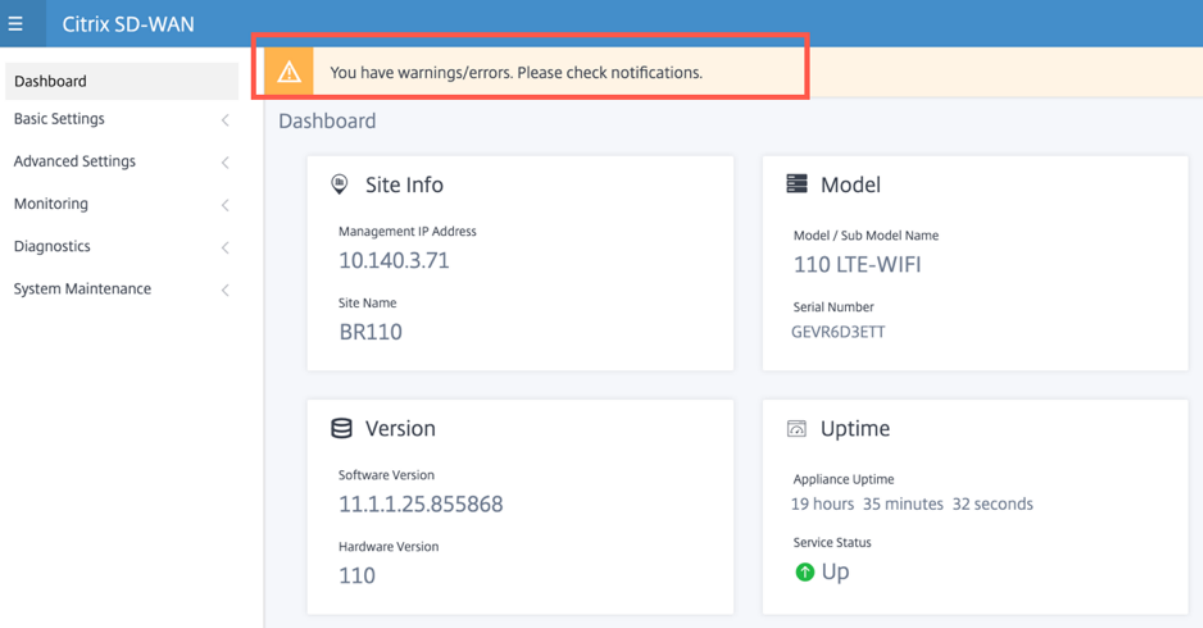 Citrix SD-WAN
You have warnings/errors. Please check notifications.
Dashboard
Basic Settings
Advanced Settings
Monitoring
Diagnostics
System Maintenance
Dashboard
Site Info
Management IP Address
10.140.3.71
Site Name
BR110
Model
Model / Sub Model Name
110 LTE-WIFI
Serial Number
GEVR6D3ETT
Version
Software Version
11.1.1.25.855868
Hardware Version
110
Uptime
Appliance Uptime
19 hours 35 minutes 32 seconds
Service Status
Up